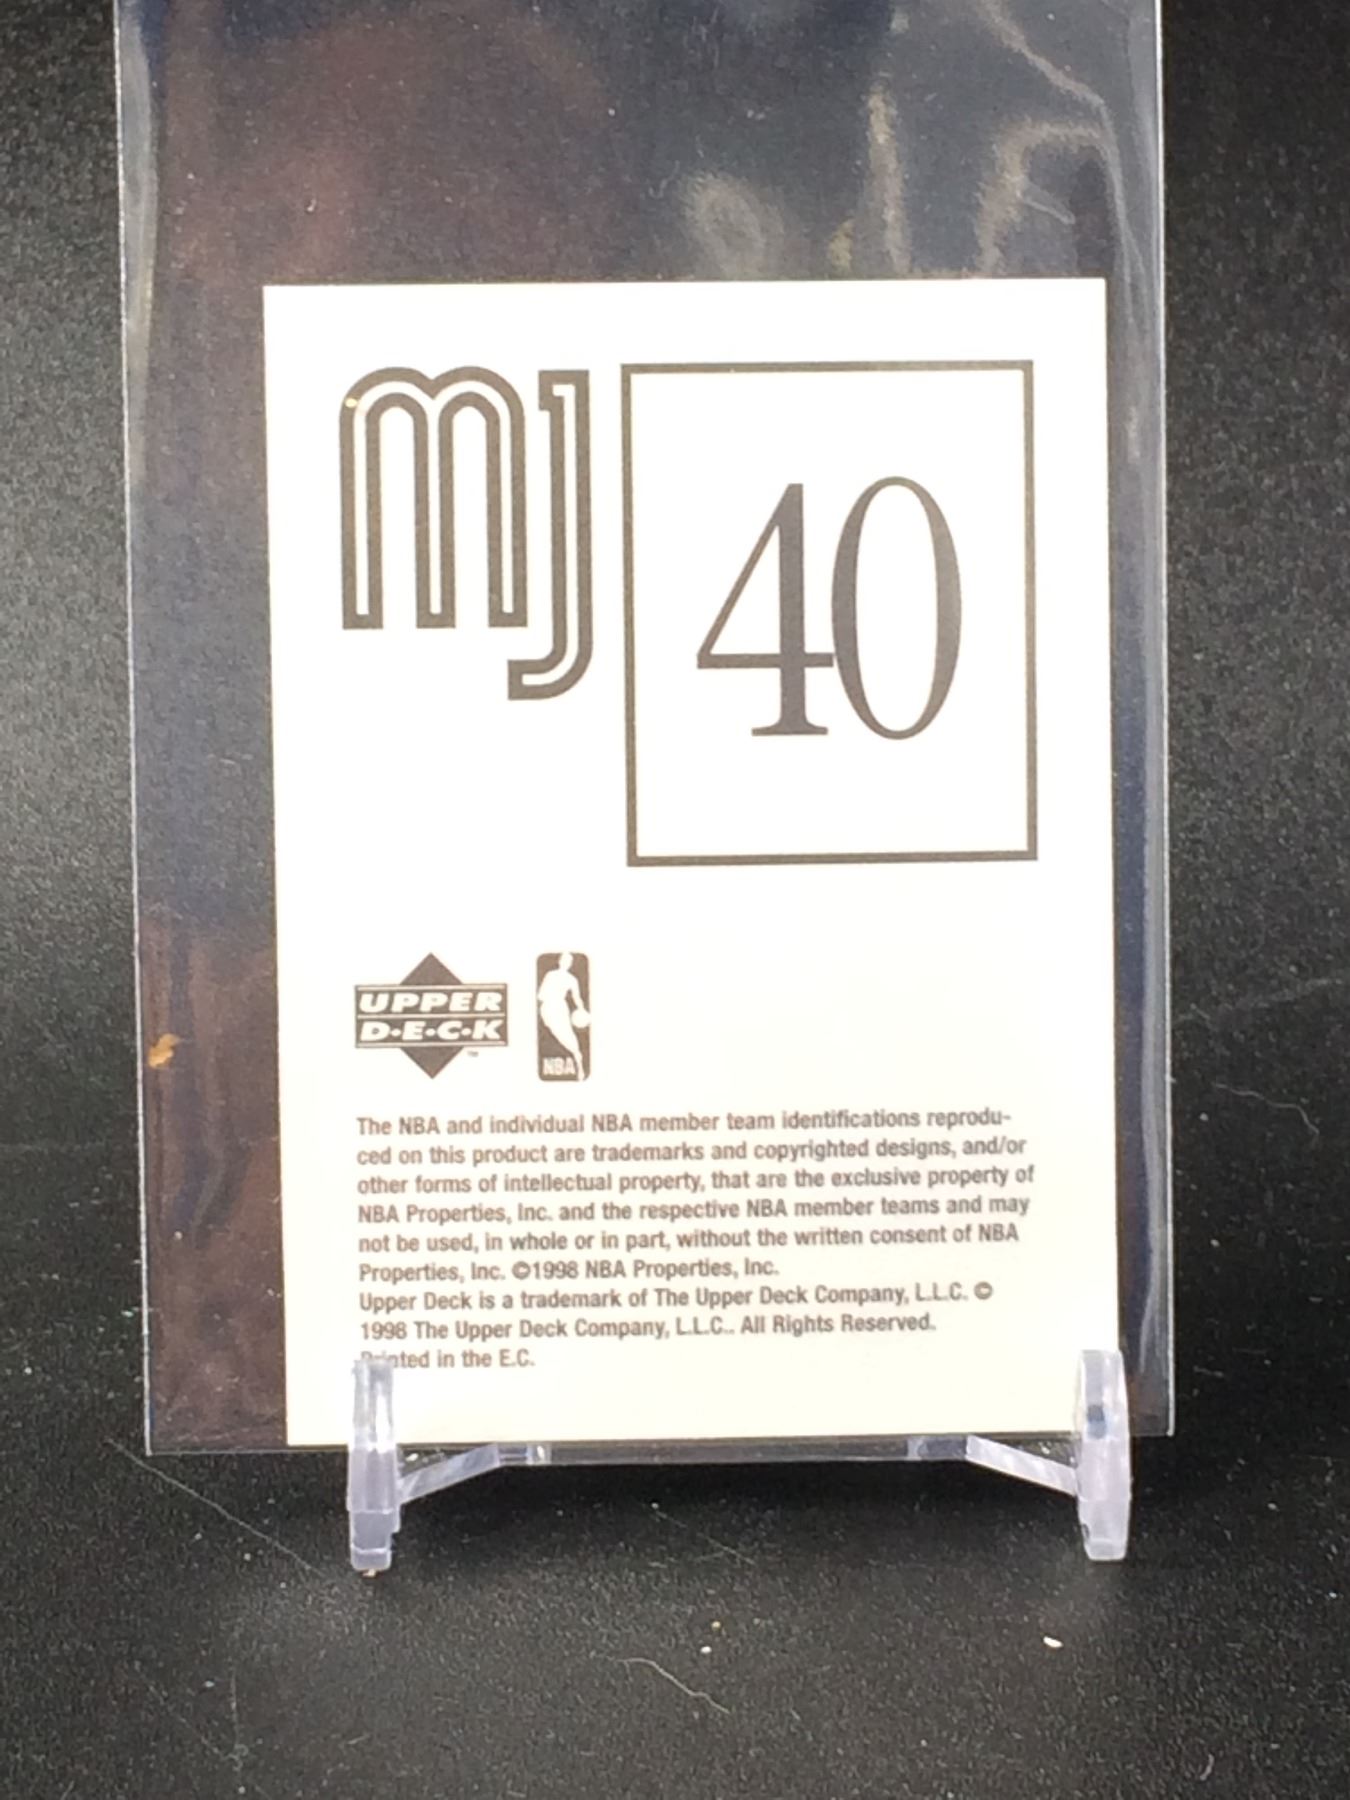 mj
40
UPPER
D·E·C·K
™
NBA
The NBA and individual NBA member team identifications reprodu-
ced on this product are trademarks and copyrighted designs, and/or
other forms of intellectual property, that are the exclusive property of
NBA Properties, Inc. and the respective NBA member teams and may
not be used, in whole or in part, without the written consent of NBA
Properties, Inc. ©1998 NBA Properties, Inc.
Upper Deck is a trademark of The Upper Deck Company, L.L.C. ©
1998 The Upper Deck Company, L.L.C.. All Rights Reserved.
Printed in the E.C.